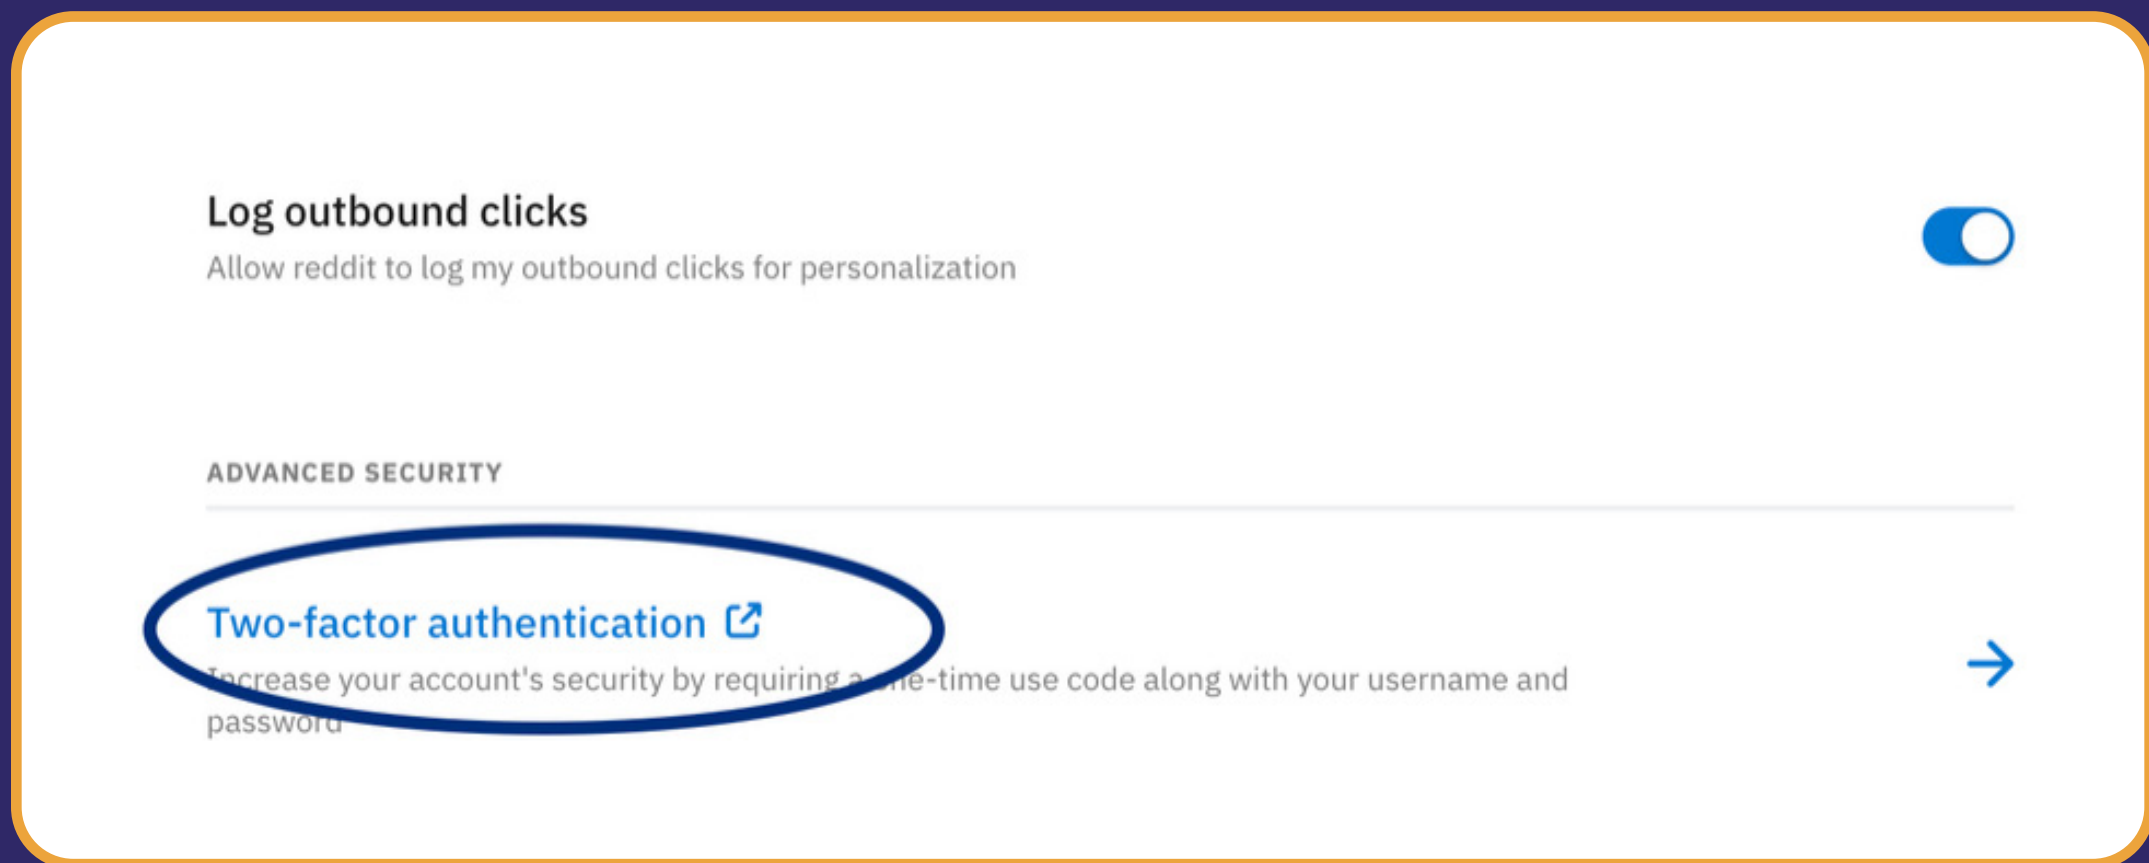 Log outbound clicks
Allow reddit to log my outbound clicks for personalization
ADVANCED SECURITY
Two-factor authentication
Increase your account's security by requiring a one-time use code along with your username and
password